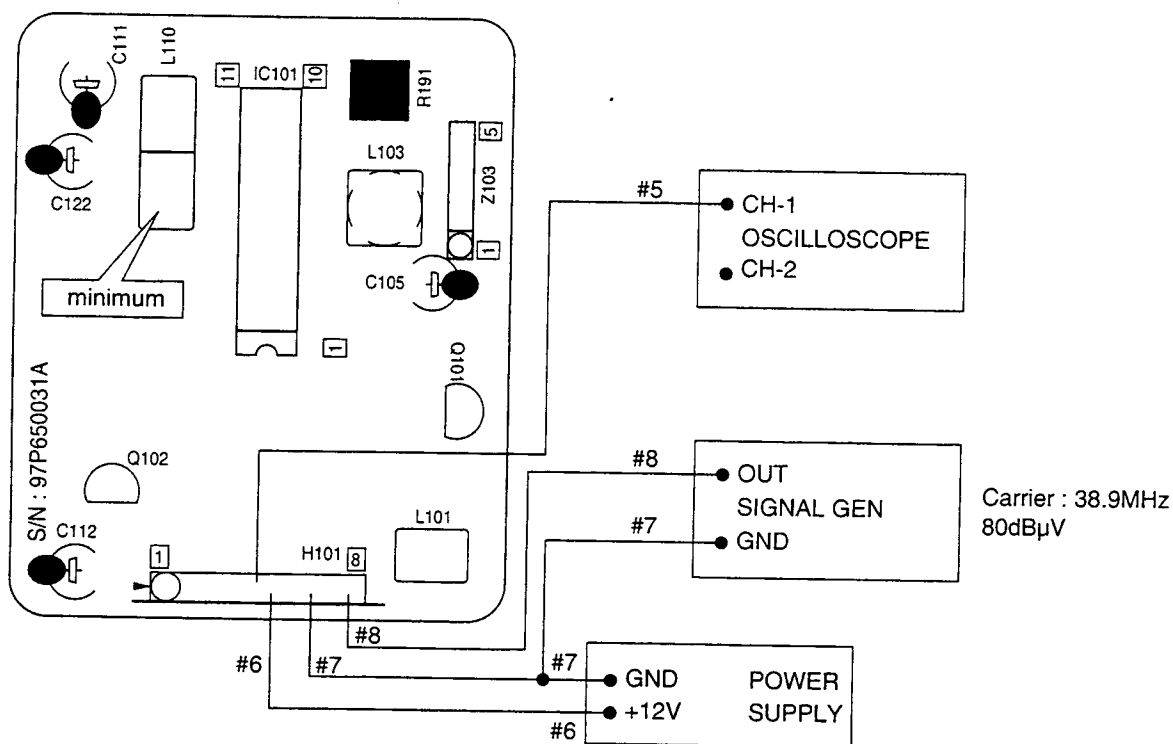 C111
L110
11
IC101
10
R191
C122
L103
5
Z103
1
C105
minimum
1
Q101
S/N : 97P650031A
Q102
C112
1
H101
8
L101
#6
#7
#8
#5
CH-1
OSCILLOSCOPE
CH-2
#8
OUT
SIGNAL GEN
#7
GND
Carrier : 38.9MHz
80dBµV
#7
GND
POWER
+12V
SUPPLY
#6